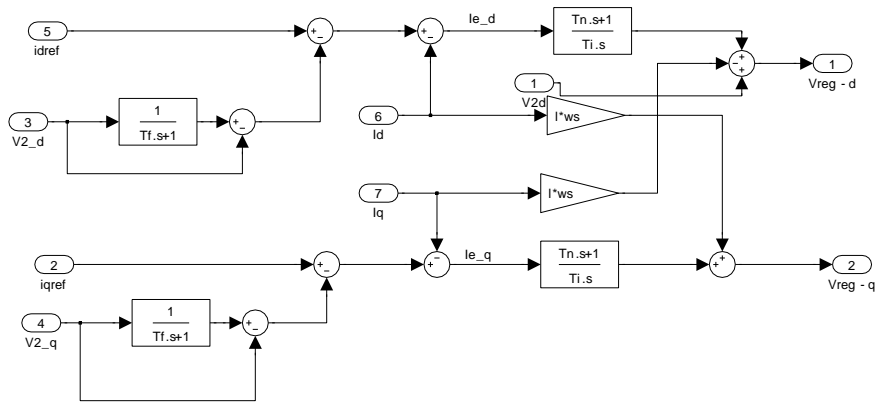 5
idref
+
−
+
−
Ie_d
Tn.s+1
Ti.s
+
−
+
1
Vreg - d
1
V2d
3
V2_d
1
Tf.s+1
+
−
6
Id
l*ws
7
Iq
l*ws
2
iqref
+
−
+
−
Ie_q
Tn.s+1
Ti.s
+
+
2
Vreg - q
4
V2_q
1
Tf.s+1
+
−